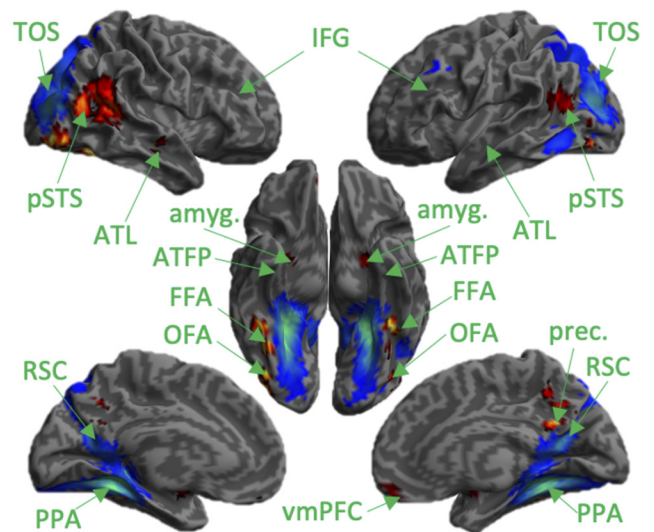 TOS
IFG
TOS
pSTS
ATL
pSTS
ATL
amyg.
amyg.
ATFP
ATFP
FFA
FFA
OFA
OFA
prec.
RSC
RSC
PPA
vmPFC
PPA